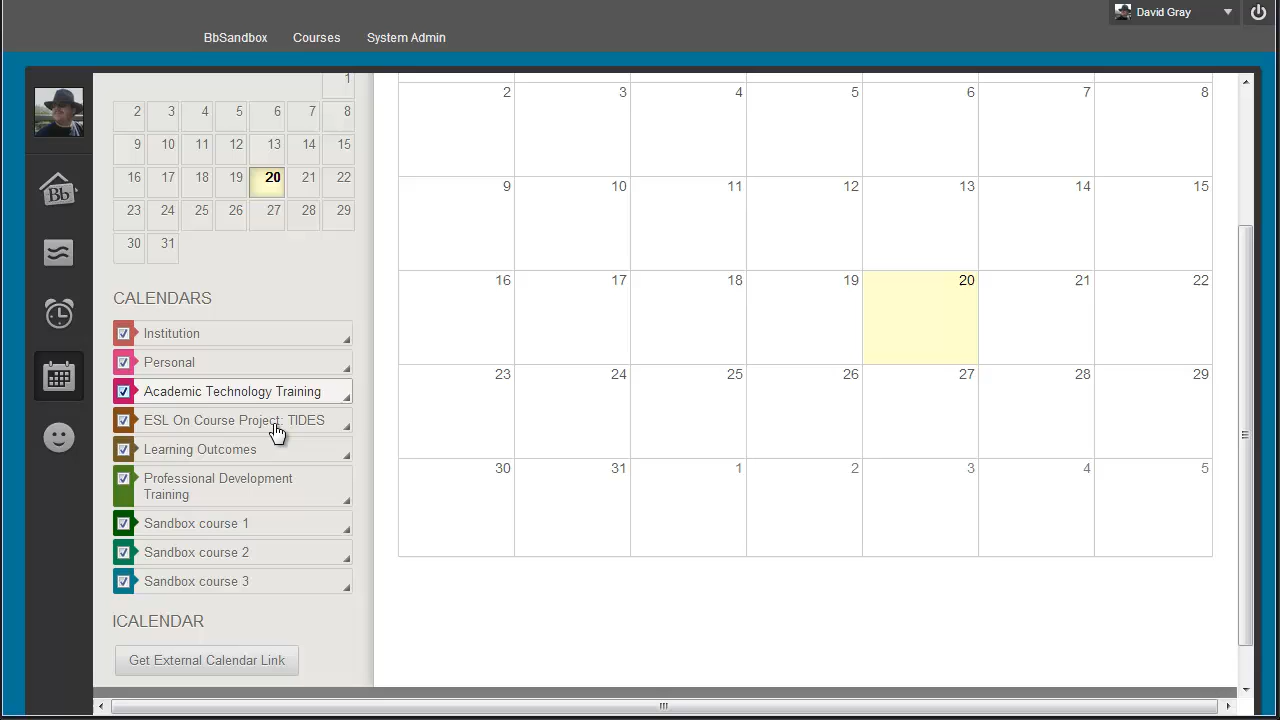 David Gray
BbSandbox Courses System Admin
1
2 3 4 5 6 7 8
9 10 11 12 13 14 15
16 17 18 19 20 21 22
23 24 25 26 27 28 29
30 31
CALENDARS
Institution
Personal
Academic Technology Training
ESL On Course Project: TIDES
Learning Outcomes
Professional Development
Training
Sandbox course 1
Sandbox course 2
Sandbox course 3
ICALENDAR
Get External Calendar Link
Bb
2 3 4 5 6 7 8
9 10 11 12 13 14 15
16 17 18 19 20 21 22
23 24 25 26 27 28 29
30 31 1 2 3 4 5